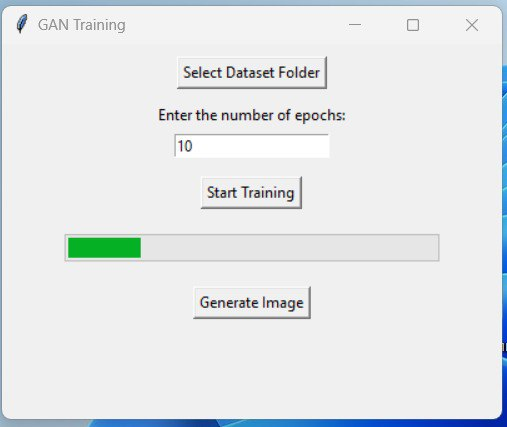 GAN Training
Select Dataset Folder
Enter the number of epochs:
10
Start Training
Generate Image